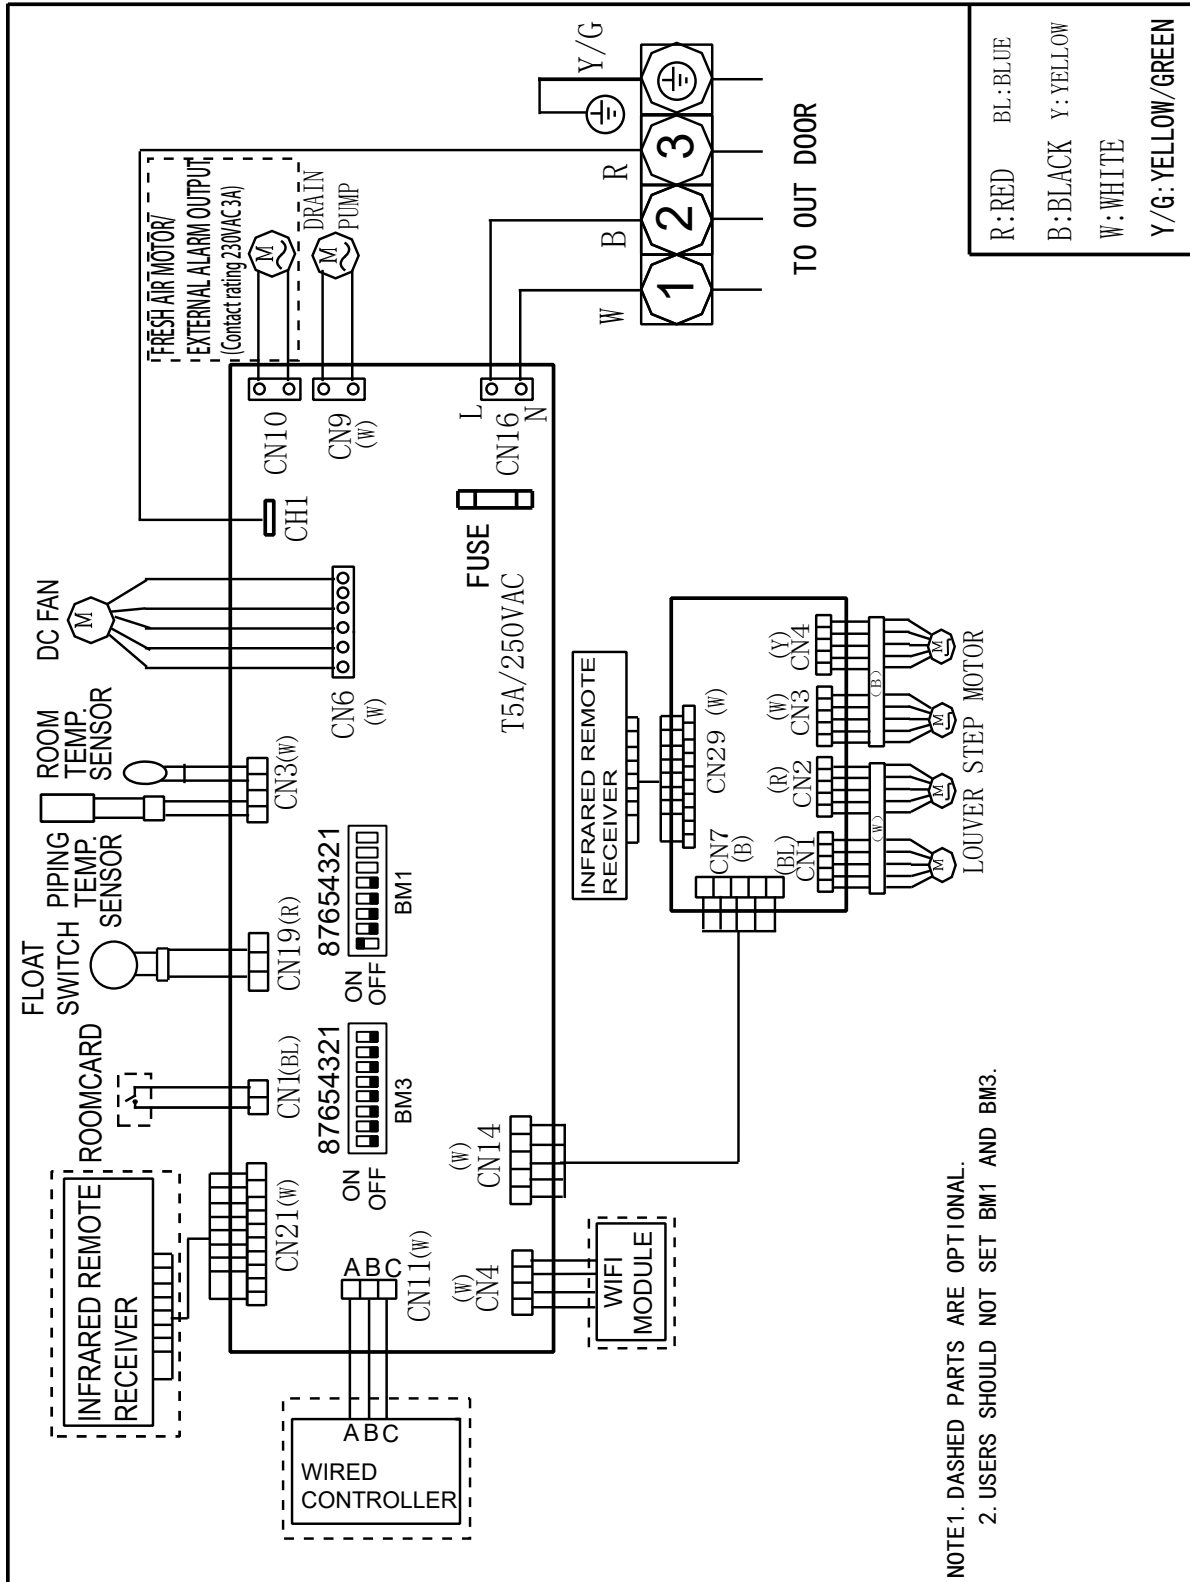 FRESH AIR MOTOR/
EXTERNAL ALARM OUTPUT
(Contact rating 230VAC 3A)
M
DRAIN
PUMP
M
Y/G
R
B
W
3
2
1
TO OUT DOOR
R:RED BL:BLUE
B:BLACK Y:YELLOW
W:WHITE
Y/G:YELLOW/GREEN
DC FAN
M
ROOM
TEMP.
SENSOR
PIPING
TEMP.
SENSOR
FLOAT
SWITCH
ROOMCARD
INFRARED REMOTE
RECEIVER
CN10
CN9
(W)
L
CN16
N
CH1
FUSE
T5A/250VAC
CN6
(W)
CN3(W)
CN19(R)
87654321
ON
OFF
BM1
CN1(BL)
87654321
ON
OFF
BM3
CN21(W)
A B C
CN11(W)
A B C
WIRED
CONTROLLER
(W)
CN14
(W)
CN4
WIFI
MODULE
INFRARED REMOTE
RECEIVER
CN29 (W)
CN7
(B)
(BL)
CN1
(R)
CN2
(W)
CN3
(Y)
CN4
(W)
(B)
M
M
M
M
LOUVER STEP MOTOR
NOTE1. DASHED PARTS ARE OPTIONAL.
2. USERS SHOULD NOT SET BM1 AND BM3.